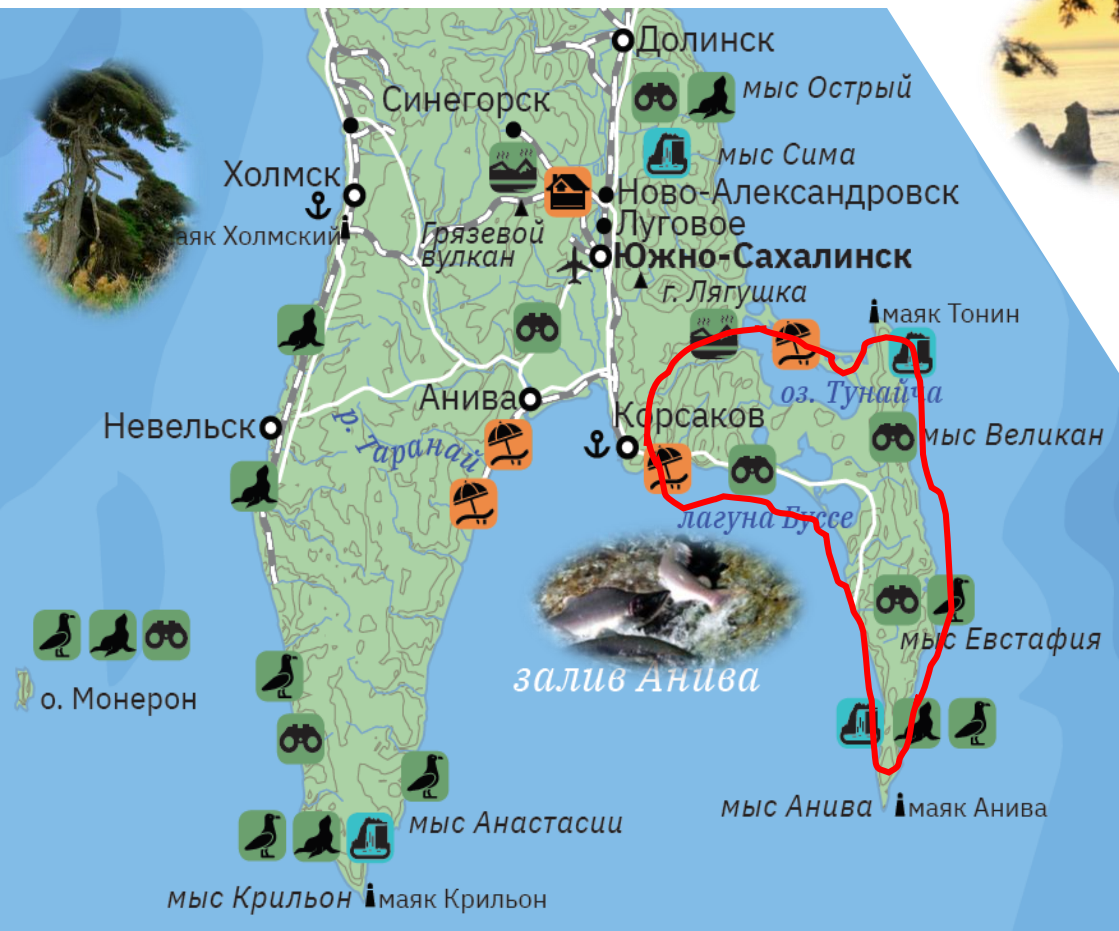 Долинск
мыс Острый
Синегорск
мыс Сима
Холмск
Ново-Александровск
Луговое
аяк Холмский
Грязевой
вулкан
Южно-Сахалинск
г. Лягушка
маяк Тонин
оз. Тунайча
Анива
Корсаков
Невельск
р. Таранай
мыс Великан
лагуна Буссе
мыс Евстафия
залив Анива
о. Монерон
мыс Анива
маяк Анива
мыс Анастасии
мыс Крильон
маяк Крильон